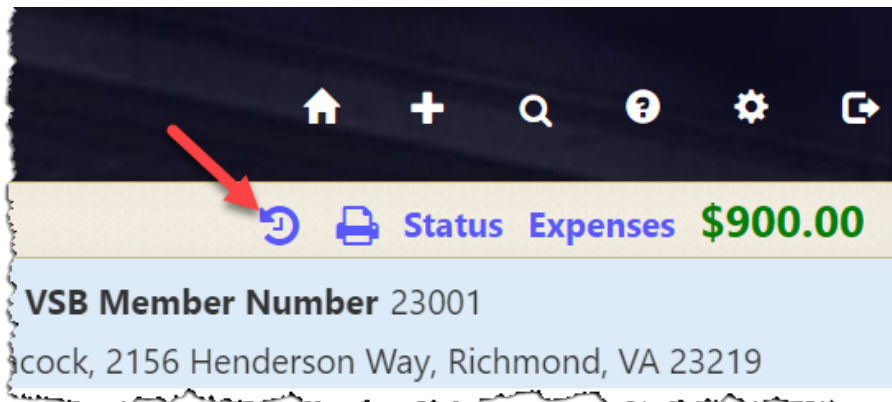 Status Expenses $900.00
VSB Member Number 23001
acock, 2156 Henderson Way, Richmond, VA 23219